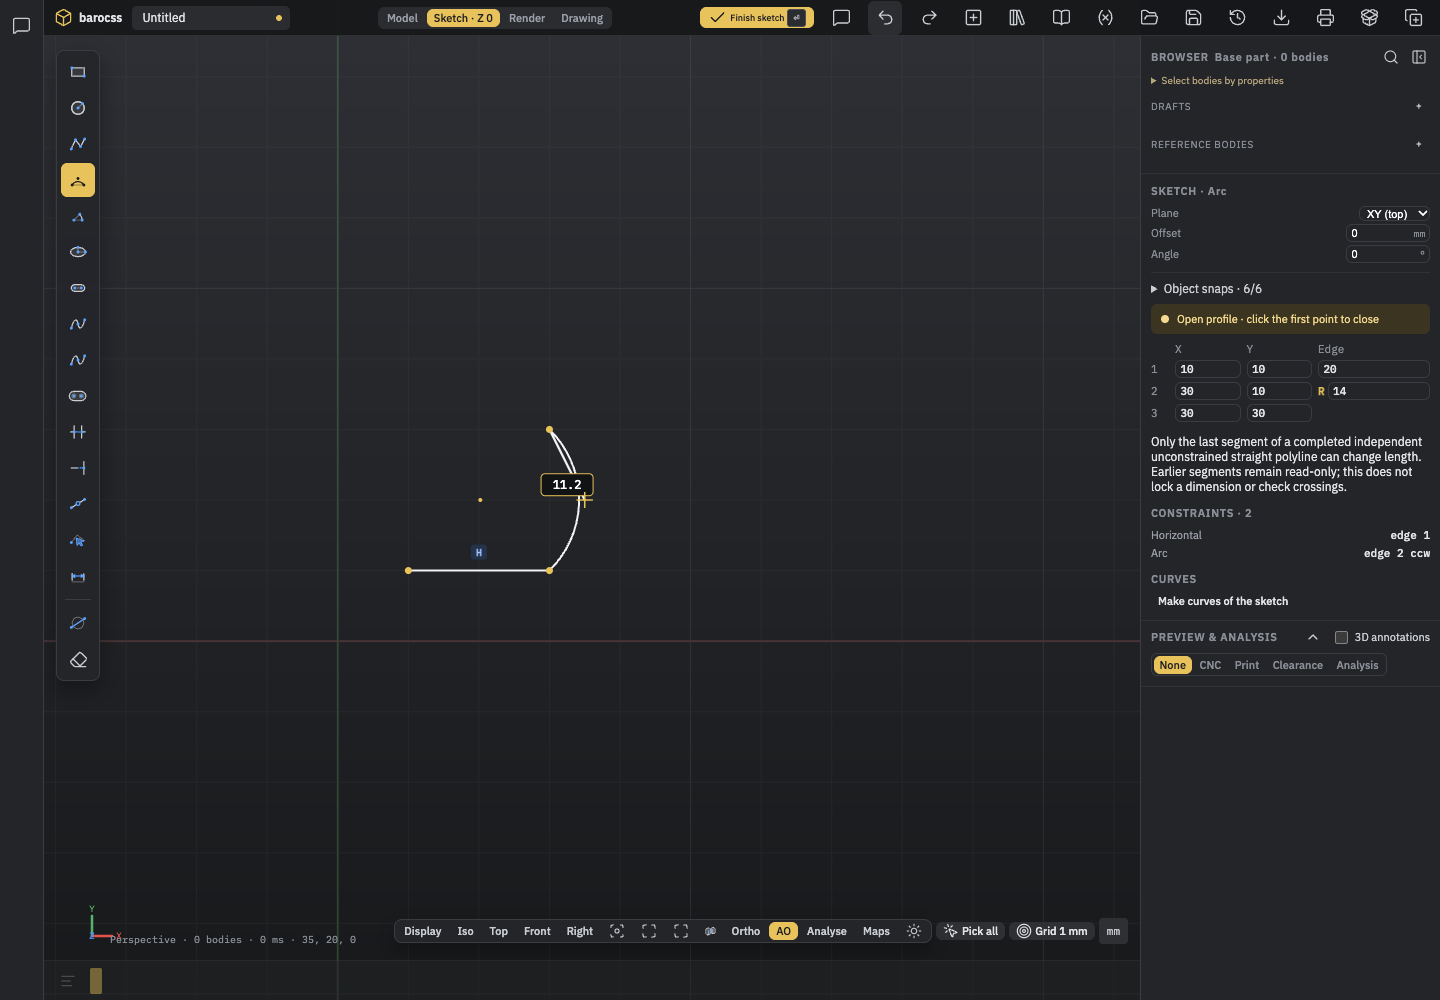 barocss
Untitled
Model
Sketch · Z 0
Render
Drawing
Finish sketch
BROWSER Base part · 0 bodies
Select bodies by properties
DRAFTS +
REFERENCE BODIES +
SKETCH · Arc
Plane XY (top)
Offset 0 mm
Angle 0 °
Object snaps · 6/6
Open profile · click the first point to close
X Y Edge
1 10 10 20
2 30 10 R 14
3 30 30
Only the last segment of a completed independent
unconstrained straight polyline can change length.
Earlier segments remain read-only; this does not
lock a dimension or check crossings.
CONSTRAINTS · 2
Horizontal edge 1
Arc edge 2 ccw
CURVES
Make curves of the sketch
PREVIEW & ANALYSIS 3D annotations
None CNC Print Clearance Analysis
11.2
H
Y
X
Z
Perspective · 0 bodies · 0 ms · 35, 20, 0
Display Iso Top Front Right Ortho AO Analyse Maps
Pick all
Grid 1 mm
mm